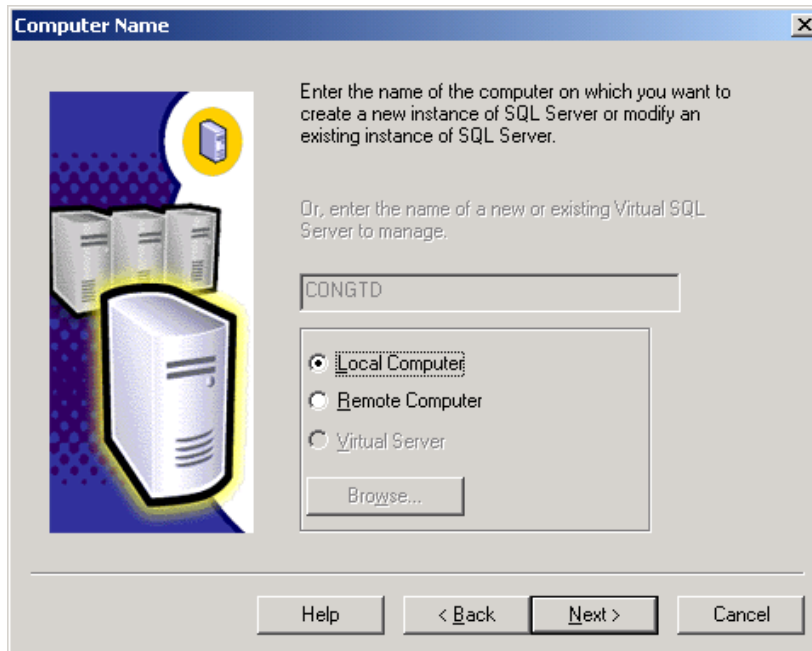 Computer Name
Enter the name of the computer on which you want to
create a new instance of SQL Server or modify an
existing instance of SQL Server.
Or, enter the name of a new or existing Virtual SQL
Server to manage.
CONGTD
Local Computer
Remote Computer
Virtual Server
Browse...
Help
< Back
Next >
Cancel